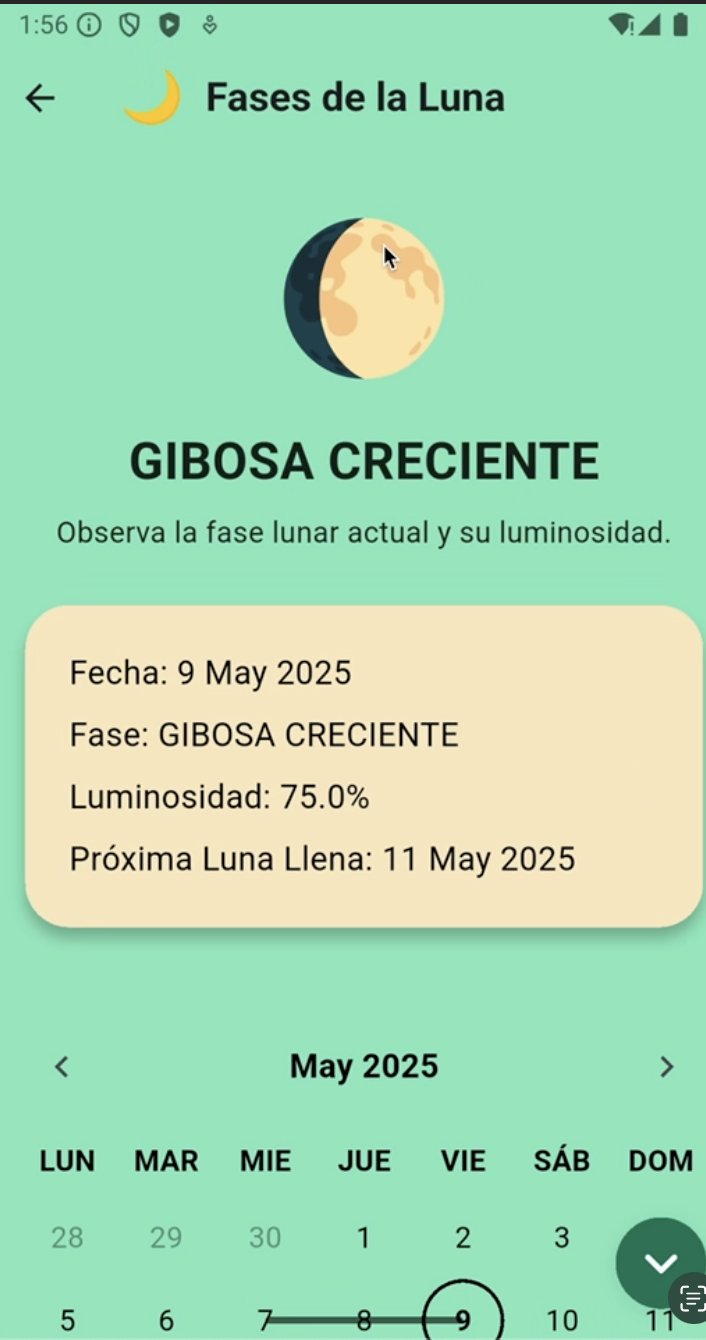 1:56
Fases de la Luna
GIBOSA CRECIENTE
Observa la fase lunar actual y su luminosidad.
Fecha: 9 May 2025
Fase: GIBOSA CRECIENTE
Luminosidad: 75.0%
Próxima Luna Llena: 11 May 2025
May 2025
LUN MAR MIE JUE VIE SÁB DOM
28 29 30 1 2 3
5 6 7 8 9 10 11